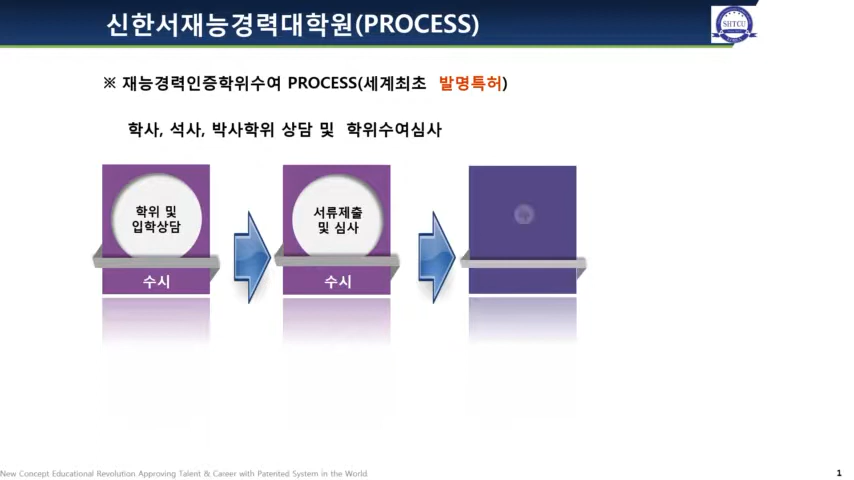 신한서재능경력대학원(PROCESS)
SHTCU
※ 재능경력인증학위수여 PROCESS(세계최초 발명특허)
학사, 석사, 박사학위 상담 및 학위수여심사
학위 및
입학상담
수시
서류제출
및 심사
수시
New Concept Educational Revolution Approving Talent & Career with Patented System in the World.
1